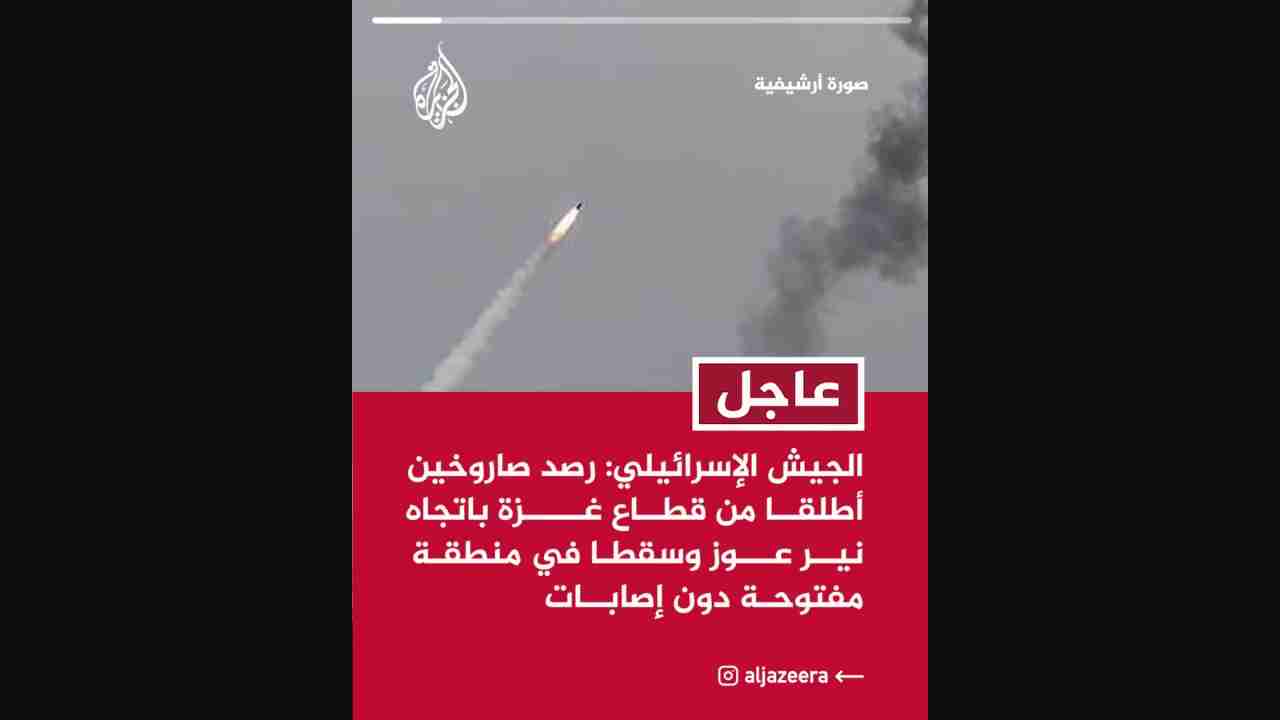 الجزيرة
صورة أرشيفية
عاجل
الجيش الإسرائيلي: رصد صاروخين
أطلقا من قطاع غزة باتجاه
نير عوز وسقطا في منطقة
مفتوحة دون إصابات
aljazeera